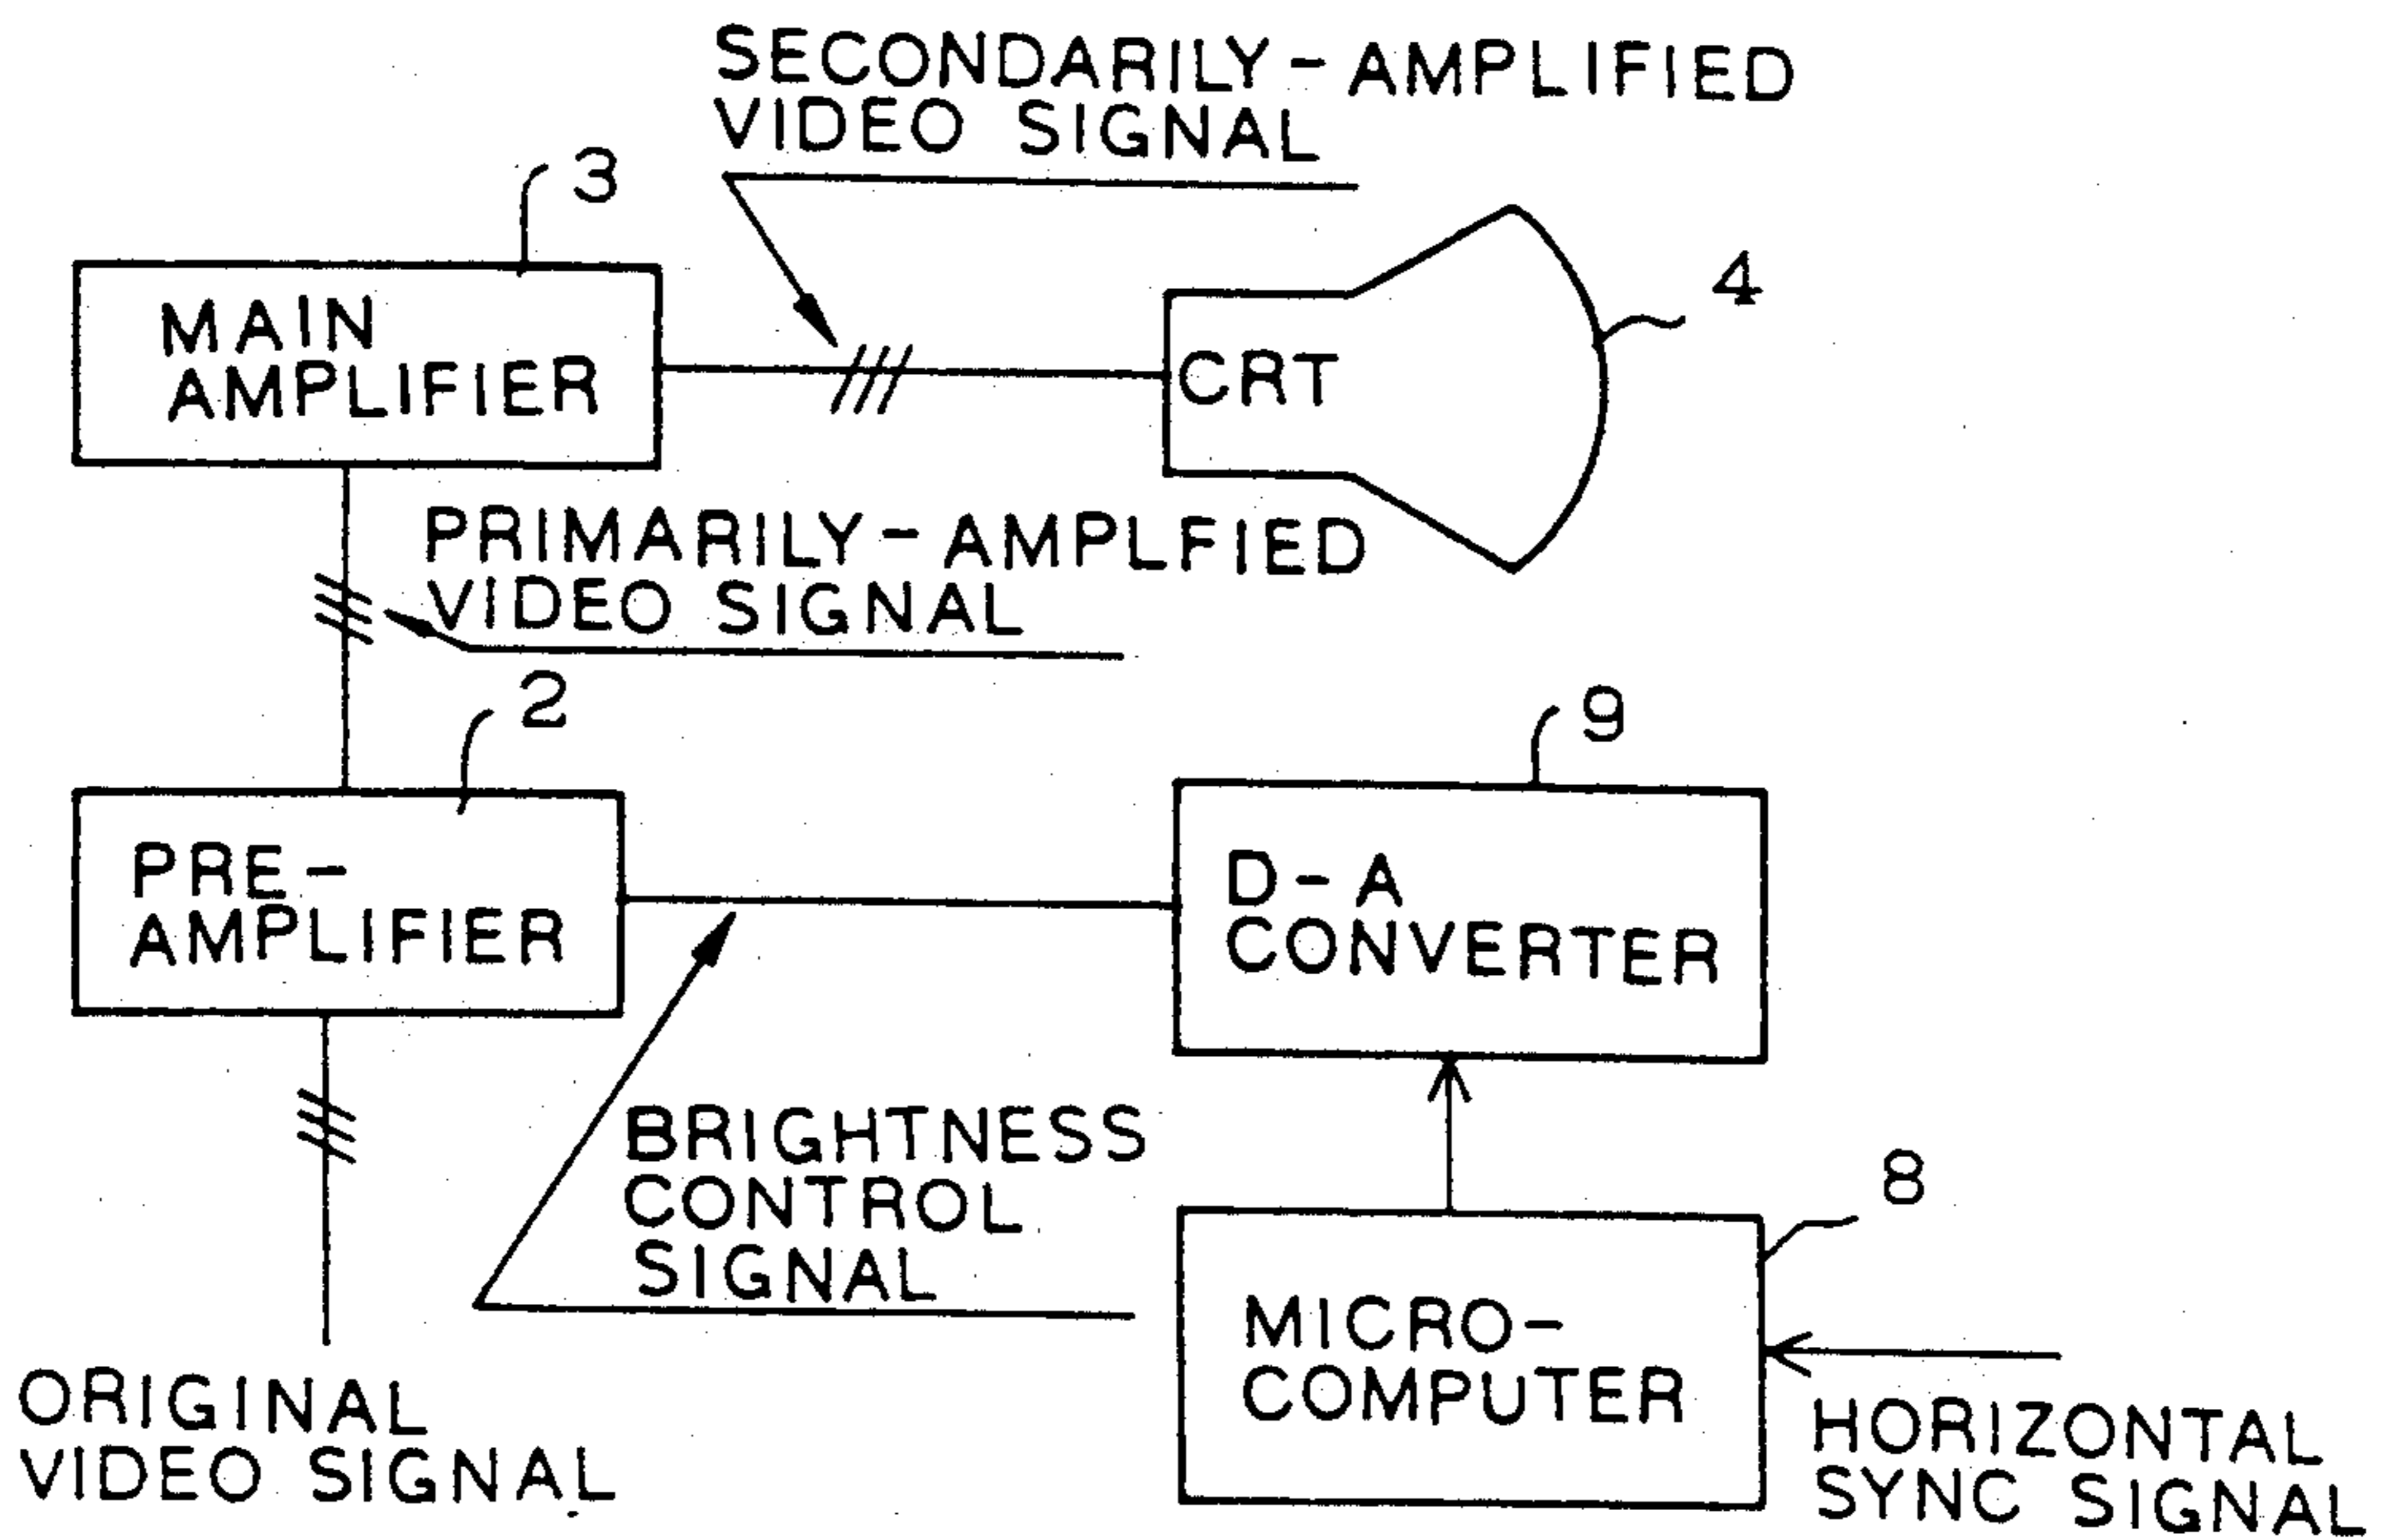 SECONDARILY-AMPLIFIED
VIDEO SIGNAL
3
MAIN
AMPLIFIER
CRT
4
PRIMARILY-AMPLFIED
VIDEO SIGNAL
2
PRE-
AMPLIFIER
9
D-A
CONVERTER
BRIGHTNESS
CONTROL
SIGNAL
8
MICRO-
COMPUTER
ORIGINAL
VIDEO SIGNAL
HORIZONTAL
SYNC SIGNAL